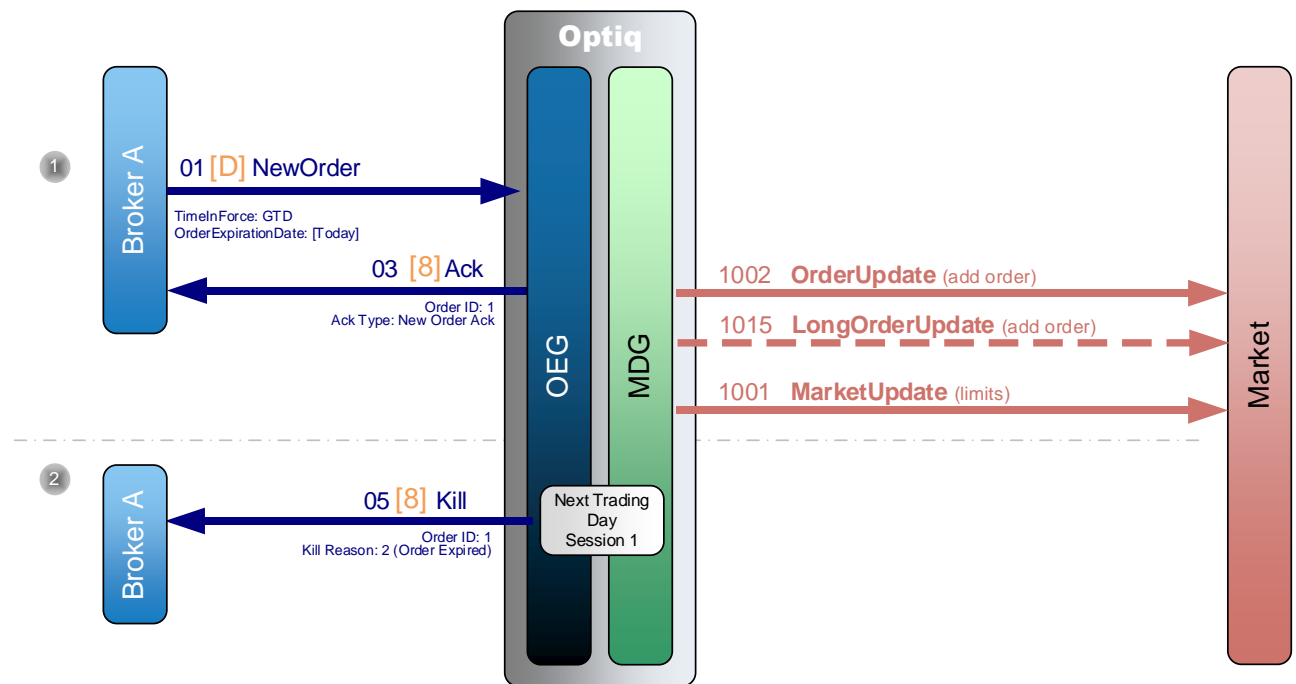 Optiq
1
Broker A
01 [D] NewOrder
TimeInForce: GTD
OrderExpirationDate: [Today]
03 [8] Ack
Order ID: 1
Ack Type: New Order Ack
OEG
MDG
1002 OrderUpdate (add order)
1015 LongOrderUpdate (add order)
1001 MarketUpdate (limits)
Market
2
Broker A
05 [8] Kill
Order ID: 1
Kill Reason: 2 (Order Expired)
Next Trading
Day
Session 1